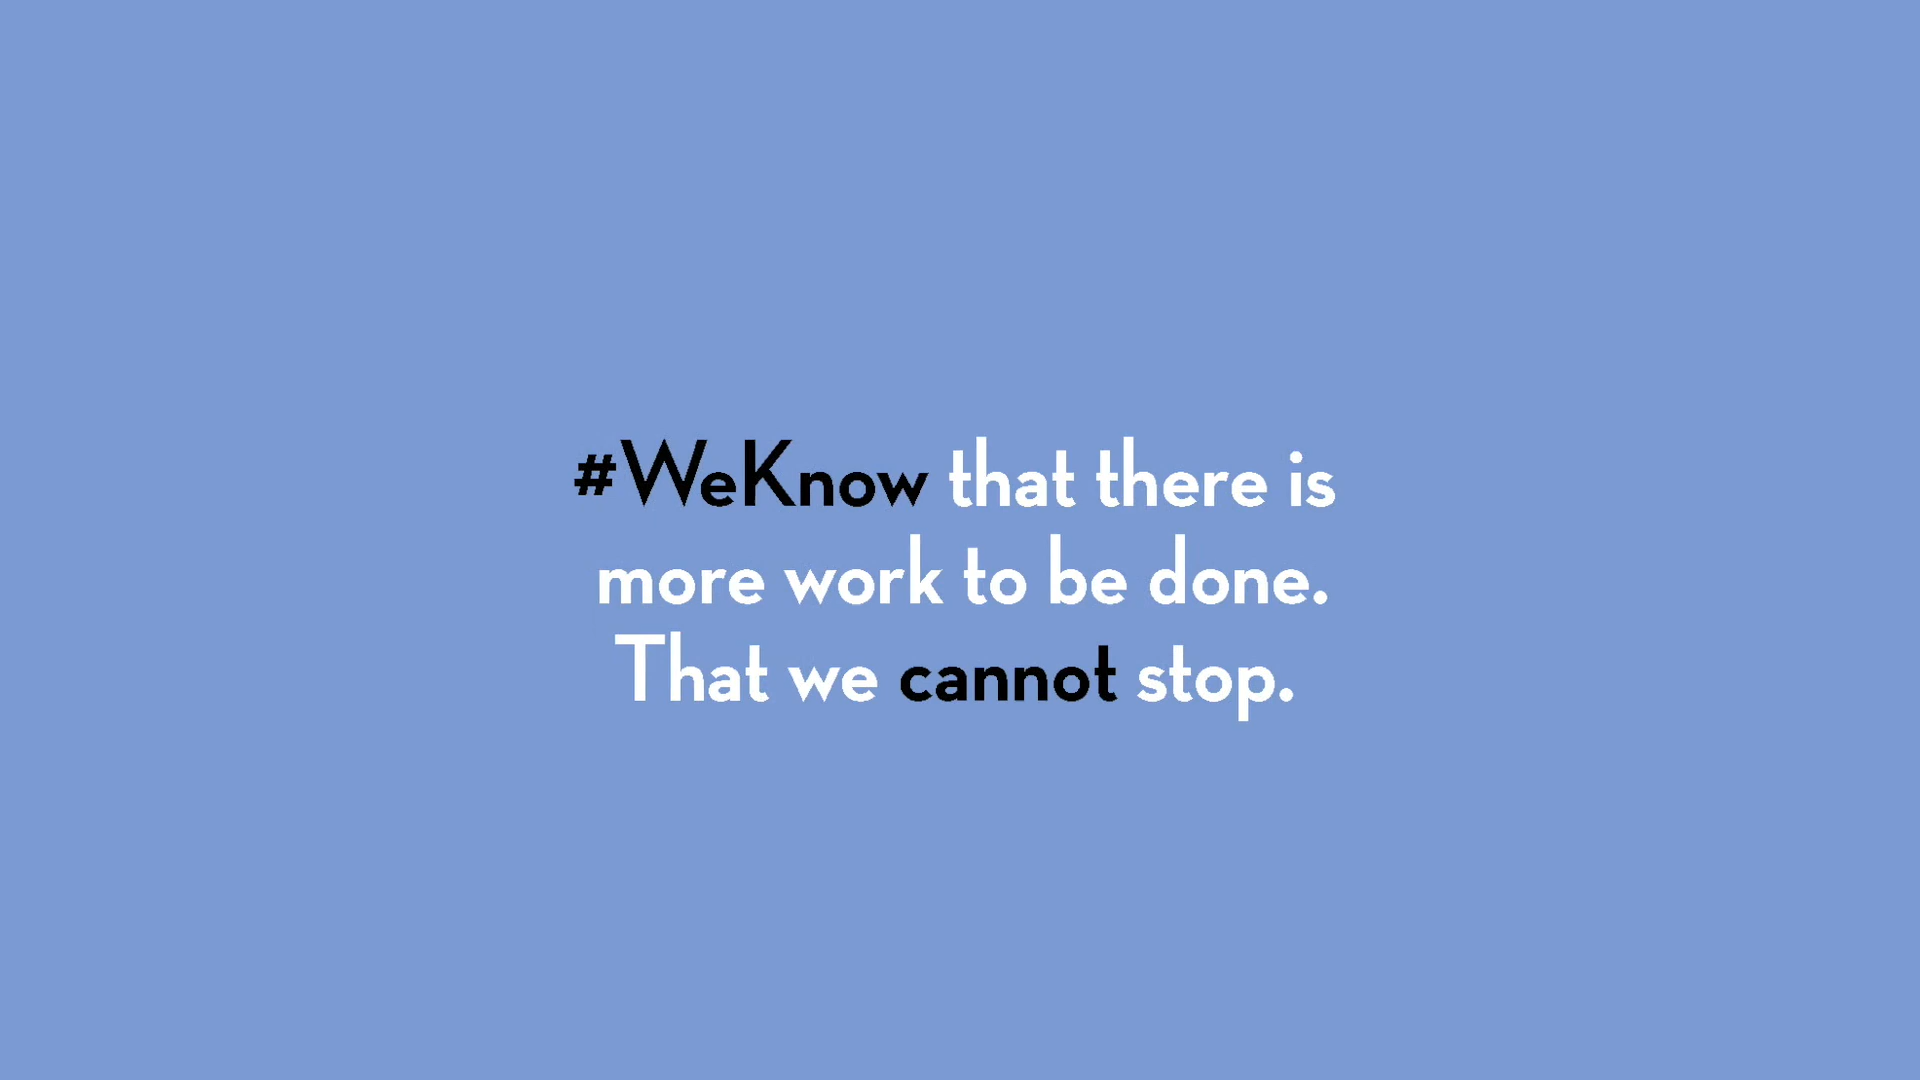 #WeKnow that there is
more work to be done.
That we cannot stop.